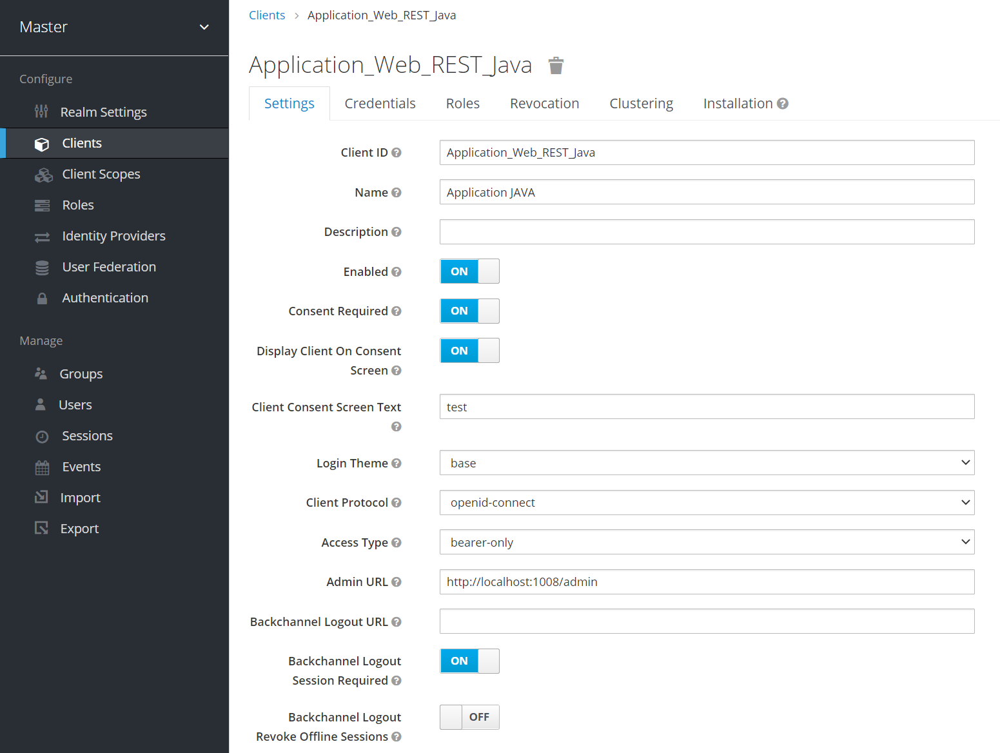 Master
Configure
Realm Settings
Clients
Client Scopes
Roles
Identity Providers
User Federation
Authentication
Manage
Groups
Users
Sessions
Events
Import
Export
Clients > Application_Web_REST_Java
Application_Web_REST_Java
Settings Credentials Roles Revocation Clustering Installation ?
Client ID ? Application_Web_REST_Java
Name ? Application JAVA
Description ?
Enabled ? ON
Consent Required ? ON
Display Client On Consent ON
Screen ?
Client Consent Screen Text test
?
Login Theme ? base
Client Protocol ? openid-connect
Access Type ? bearer-only
Admin URL ? http://localhost:1008/admin
Backchannel Logout URL ?
Backchannel Logout ON
Session Required ?
Backchannel Logout OFF
Revoke Offline Sessions ?